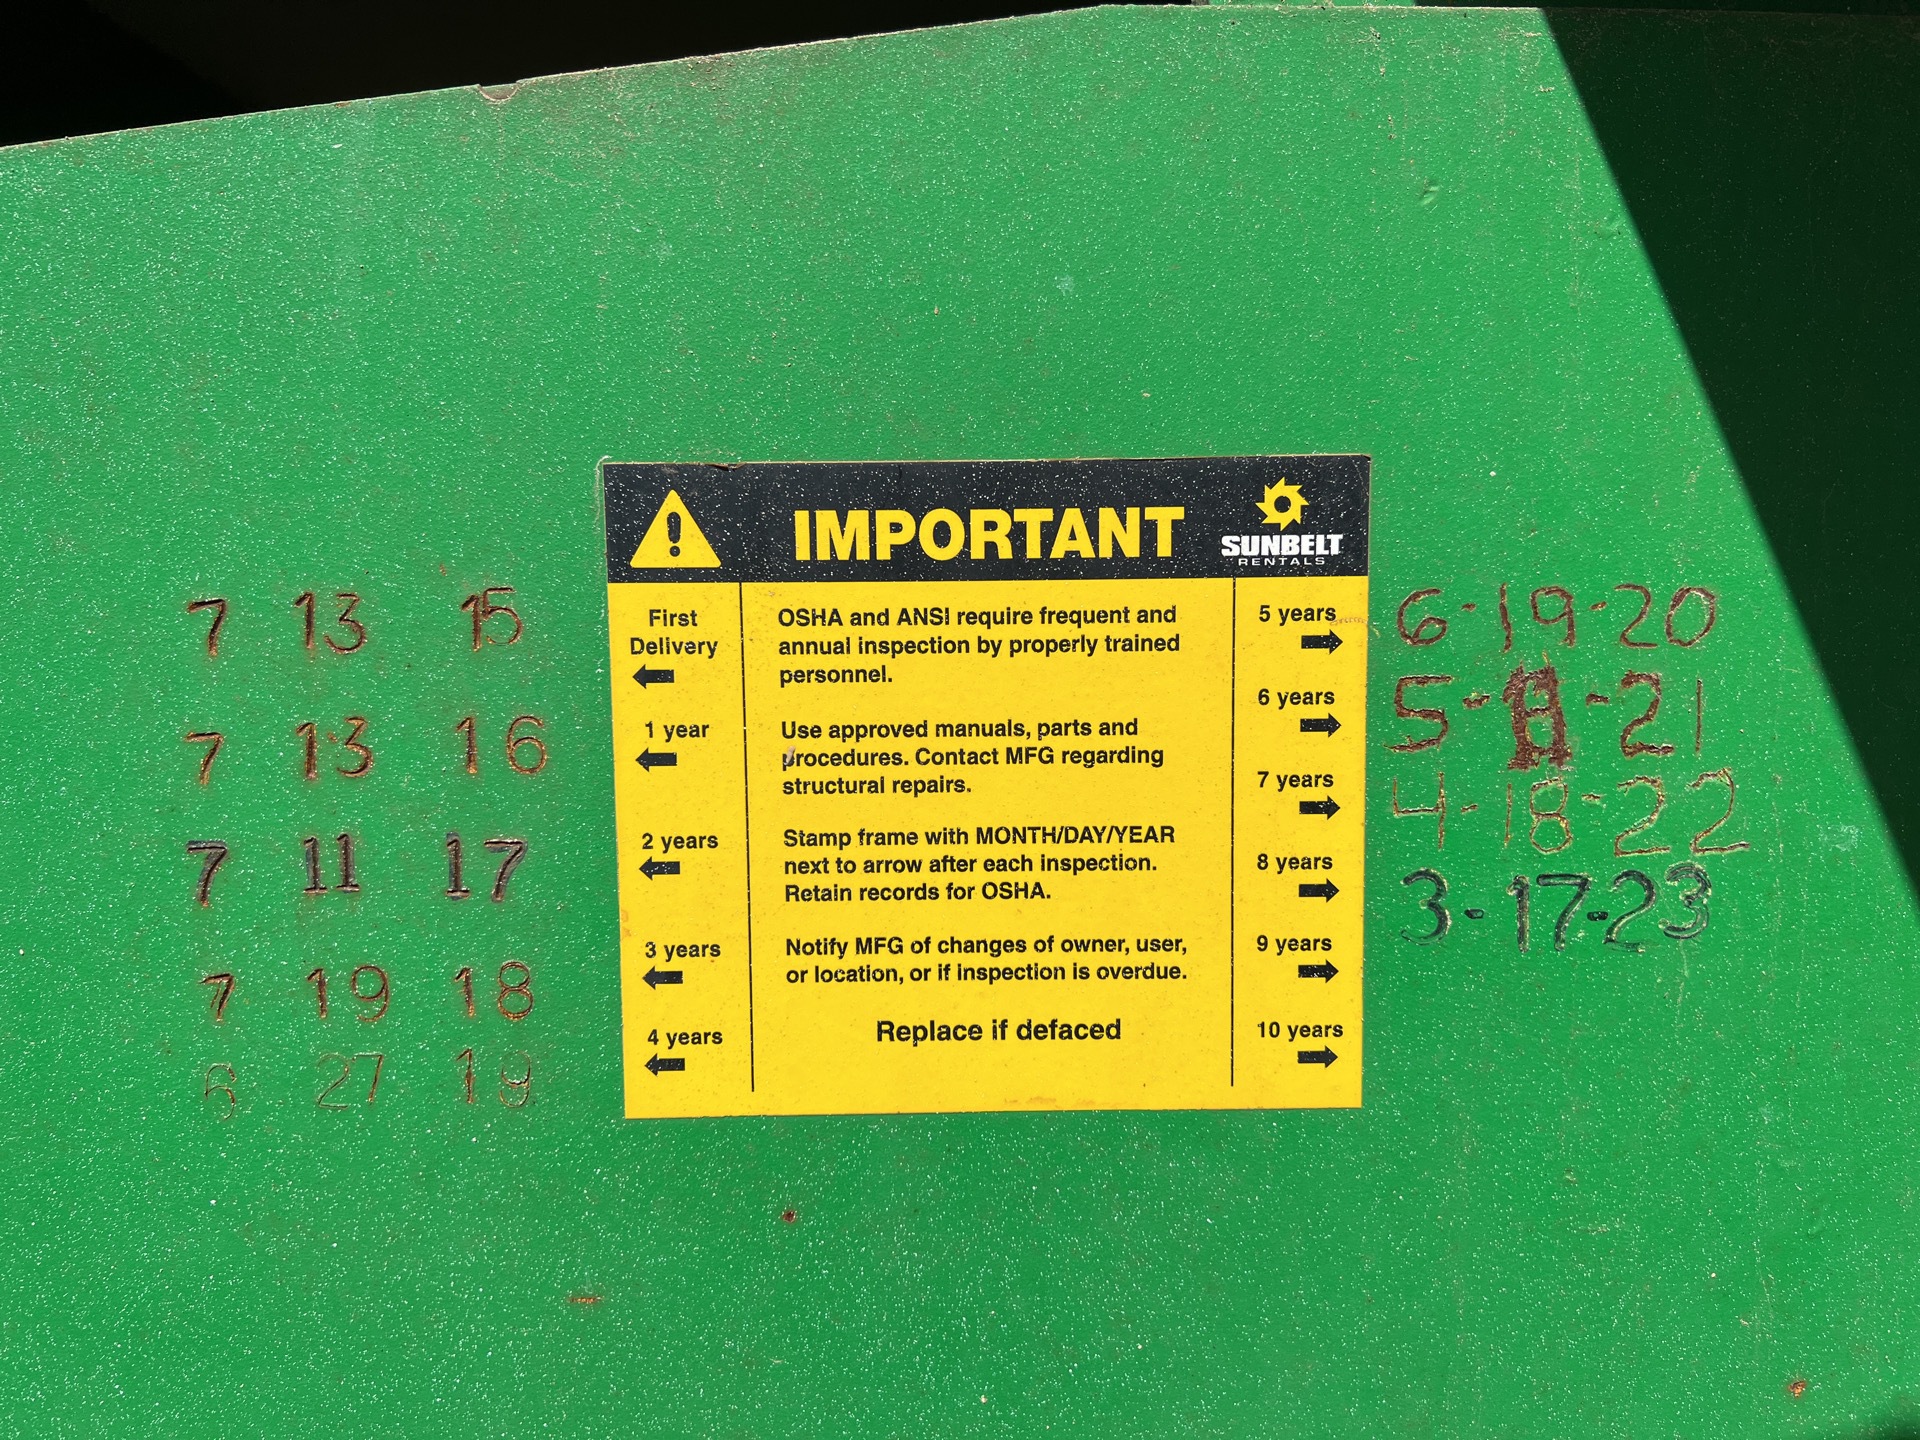 IMPORTANT
SUNBELT
RENTALS
7 13 15
7 13 16
7 11 17
7 19 18
6 27 19
First
Delivery
1 year
2 years
3 years
4 years
OSHA and ANSI require frequent and
annual inspection by properly trained
personnel.
Use approved manuals, parts and
procedures. Contact MFG regarding
structural repairs.
Stamp frame with MONTH/DAY/YEAR
next to arrow after each inspection.
Retain records for OSHA.
Notify MFG of changes of owner, user,
or location, or if inspection is overdue.
Replace if defaced
5 years
6 years
7 years
8 years
9 years
10 years
6-19-20
5- -21
4-18-22
3-17-23